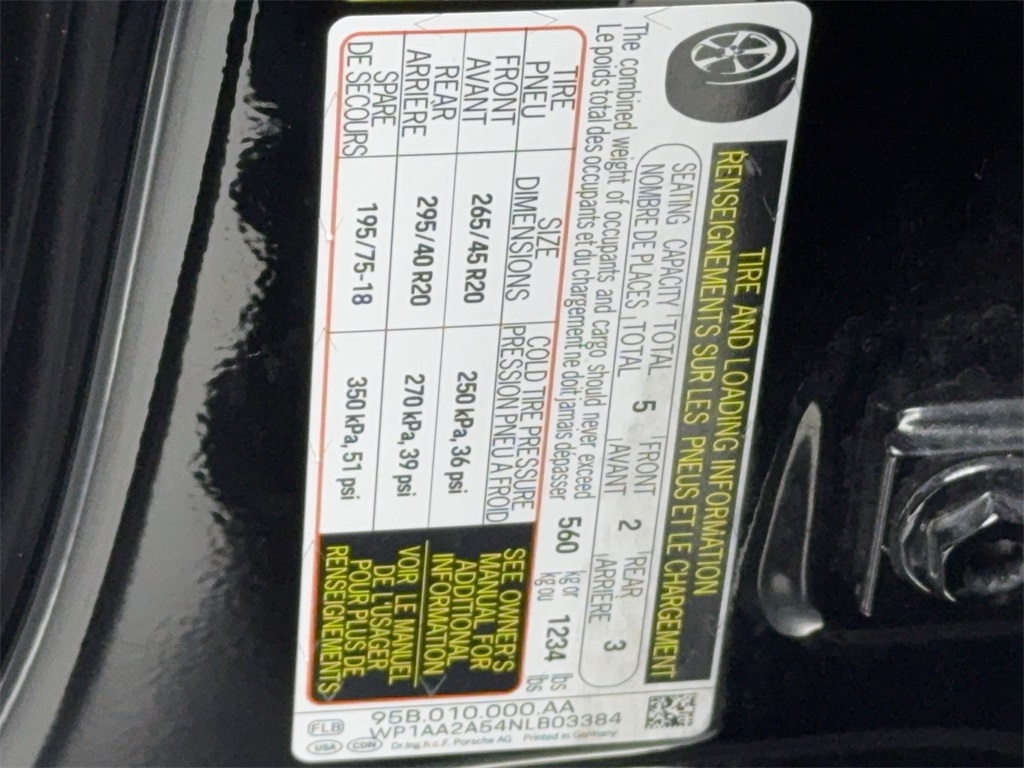 TIRE AND LOADING INFORMATION
RENSEIGNEMENTS SUR LES PNEUS ET LE CHARGEMENT
SEATING CAPACITY TOTAL 5 FRONT 2 REAR 3
NOMBRE DE PLACES TOTAL AVANT ARRIERE
The combined weight of occupants and cargo should never exceed 560 kg or 1234 lbs
Le poids total des occupants et du chargement ne doit jamais dépasser kg ou lbs
TIRE SIZE COLD TIRE PRESSURE
PNEU DIMENSIONS PRESSION PNEU A FROID
FRONT 265/45 R20 250 kPa, 36 psi
AVANT
REAR 295/40 R20 270 kPa, 39 psi
ARRIERE
SPARE 195/75-18 350 kPa, 51 psi
DE SECOURS
SEE OWNER'S
MANUAL FOR
ADDITIONAL
INFORMATION
VOIR LE MANUEL
DE L'USAGER
POUR PLUS DE
RENSEIGNEMENTS
95B.010.000.AA
WP1AA2A54NLB03384
FLB
USA CDN Dr.Ing.h.c.F. Porsche AG Printed in Germany